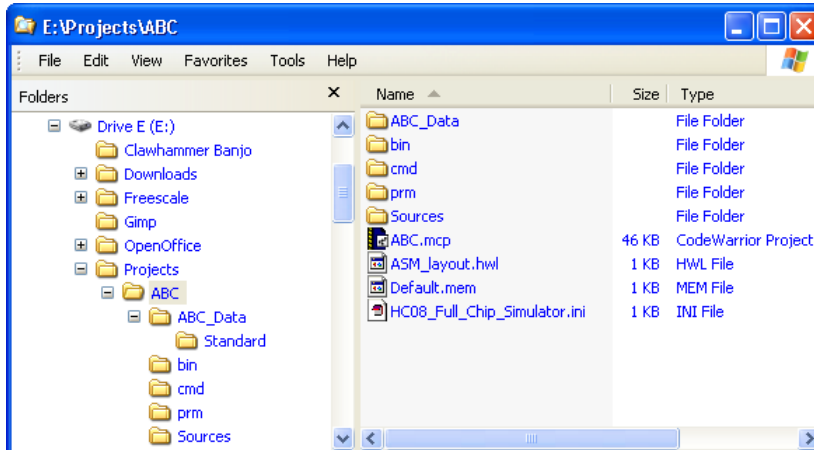 E:\Projects\ABC
File Edit View Favorites Tools Help
Folders
Drive E (E:)
Clawhammer Banjo
Downloads
Freescale
Gimp
OpenOffice
Projects
ABC
ABC_Data
Standard
bin
cmd
prm
Sources
Name Size Type
ABC_Data File Folder
bin File Folder
cmd File Folder
prm File Folder
Sources File Folder
ABC.mcp 46 KB CodeWarrior Project
ASM_layout.hwl 1 KB HWL File
Default.mem 1 KB MEM File
HC08_Full_Chip_Simulator.ini 1 KB INI File